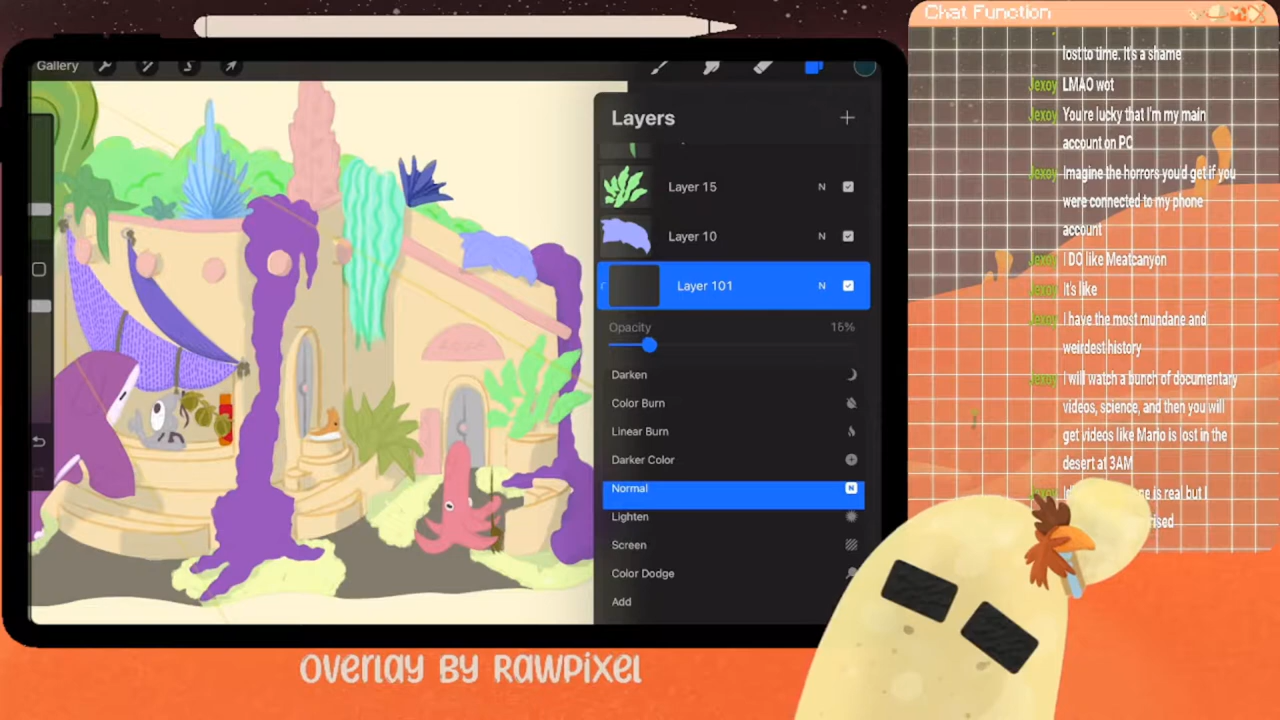 Chat Function
Gallery
Layers
Layer 15
N
Layer 10
N
Layer 101
N
Opacity
15%
Darken
Color Burn
Linear Burn
Darker Color
Normal
N
Lighten
Screen
Color Dodge
Add
lost to time. It's a shame
Jexoy LMAO wot
Jexoy You're lucky that I'm my main
account on PC
Jexoy Imagine the horrors you'd get if you
were connected to my phone
account
Jexoy I DO like Meatcanyon
Jexoy It's like
Jexoy I have the most mundane and
weirdest history
Jexoy I will watch a bunch of documentary
videos, science, and then you will
get videos like Mario is lost in the
desert at 3AM
Jexoy is real but I
OVERLAY BY RAWPIXEL